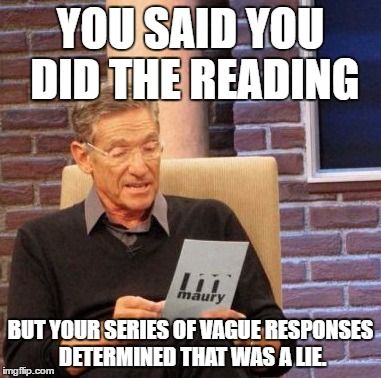 YOU SAID YOU
DID THE READING
maury
BUT YOUR SERIES OF VAGUE RESPONSES
DETERMINED THAT WAS A LIE.
imgflip.com